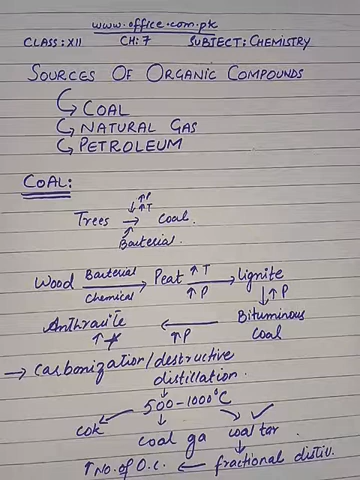 www.office.com.pk
CLASS:XII CH:7 SUBJECT: CHEMISTRY
SOURCES OF ORGANIC COMPOUNDS
↳ COAL
↳ NATURAL GAS
↳ PETROLEUM
COAL:
↓↑P
↑T
Trees → Coal.
Bacterial
Wood Bacterial Chemical → Peat ↑T ↑P → lignite
↓↑P
Anthracite ← ↑P Bituminous
coal
→ Carbonization/destructive
distillation.
↓
500-1000°C
cok coal ga coal tar
↓
↑No. of O.C. ← fractional distiv.